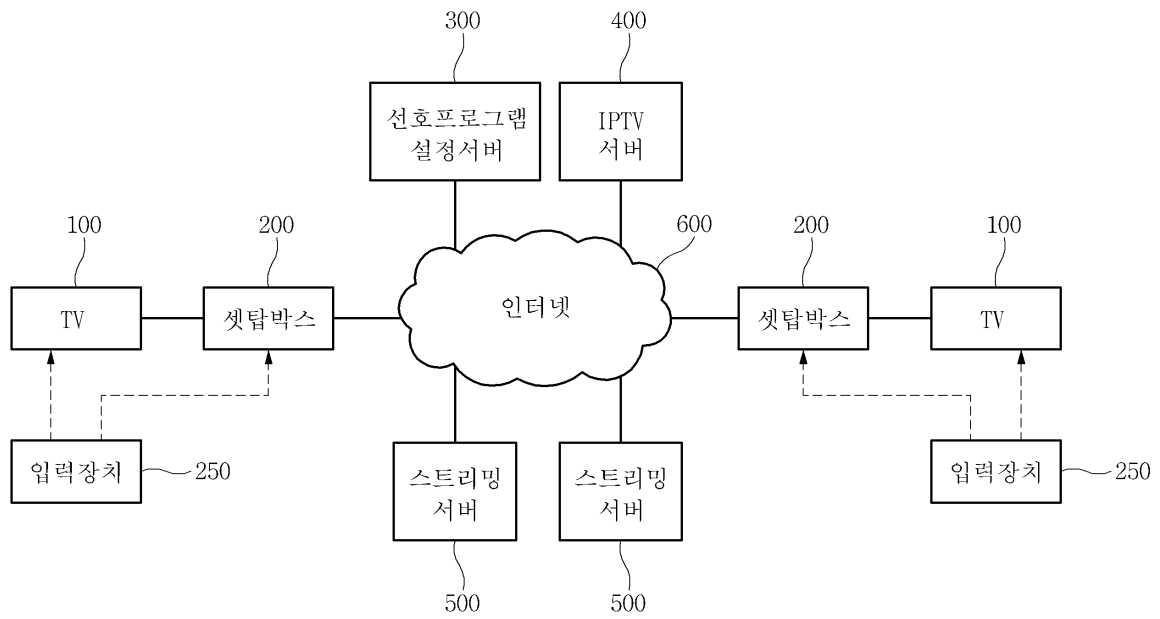 300
400
선호프로그램
설정서버
IPTV
서버
100
200
600
200
100
TV
셋탑박스
인터넷
셋탑박스
TV
입력장치
250
스트리밍
서버
스트리밍
서버
입력장치
250
500
500